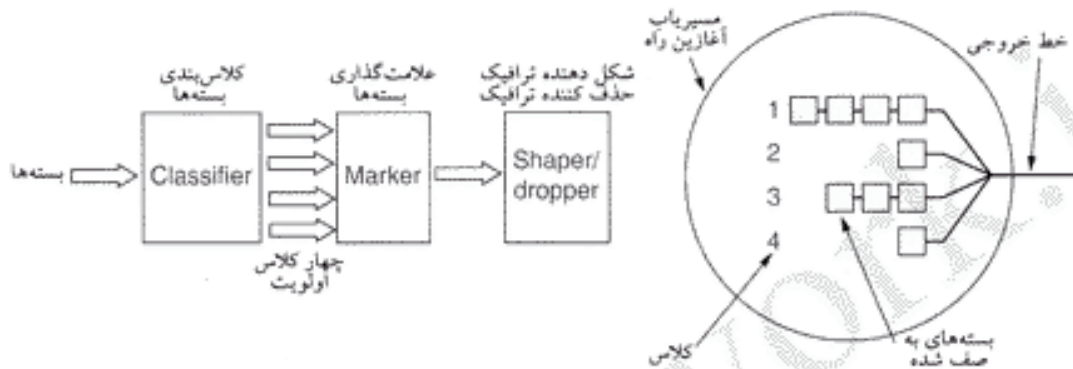 کلاس‌بندی
بسته‌ها
علامت‌گذاری
بسته‌ها
شکل دهنده ترافیک
حذف کننده ترافیک
بسته‌ها
Classifier
Marker
Shaper/
dropper
چهار کلاس
اولویت
مسیریاب
آغازین راه
خط خروجی
1
2
3
4
کلاس
بسته‌های به
صف شده